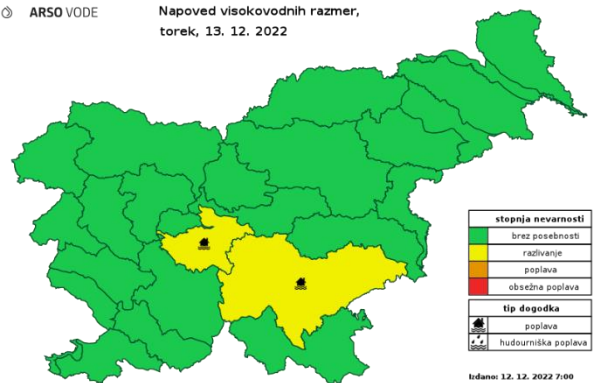 ARSO VODE
Napoved visokovodnih razmer,
torek, 13. 12. 2022
stopnja nevarnosti
brez posebnosti
razlivanje
poplava
obsežna poplava
tip dogodka
poplava
hudourniška poplava
Izdano: 12. 12. 2022 7:00